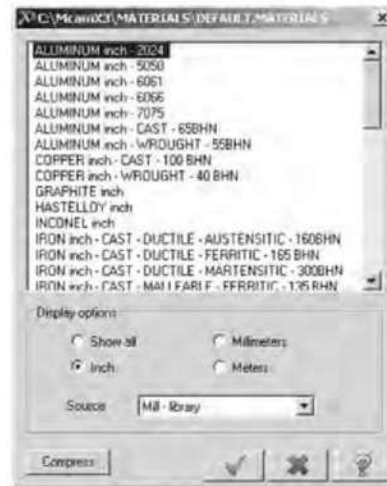 C:\McamX3\MATERIALS\DEFAULT.MATERIALS
ALUMINUM inch - 2024
ALUMINUM inch - 5050
ALUMINUM inch - 6061
ALUMINUM inch - 6066
ALUMINUM inch - 7075
ALUMINUM inch - CAST - 65BHN
ALUMINUM inch - WROUGHT - 55BHN
COPPER inch - CAST - 100 BHN
COPPER inch - WROUGHT - 40 BHN
GRAPHITE inch
HASTELLOY inch
INCONEL inch
IRON inch - CAST - DUCTILE - AUSTENSITIC - 160BHN
IRON inch - CAST - DUCTILE - FERRITIC - 165 BHN
IRON inch - CAST - DUCTILE - MARTENSITIC - 300BHN
IRON inch - CAST - MALLEABLE - FERRITIC - 135 BHN
Display options
Show all
Millimeters
Inch
Meters
Source
Mill - library
Compress